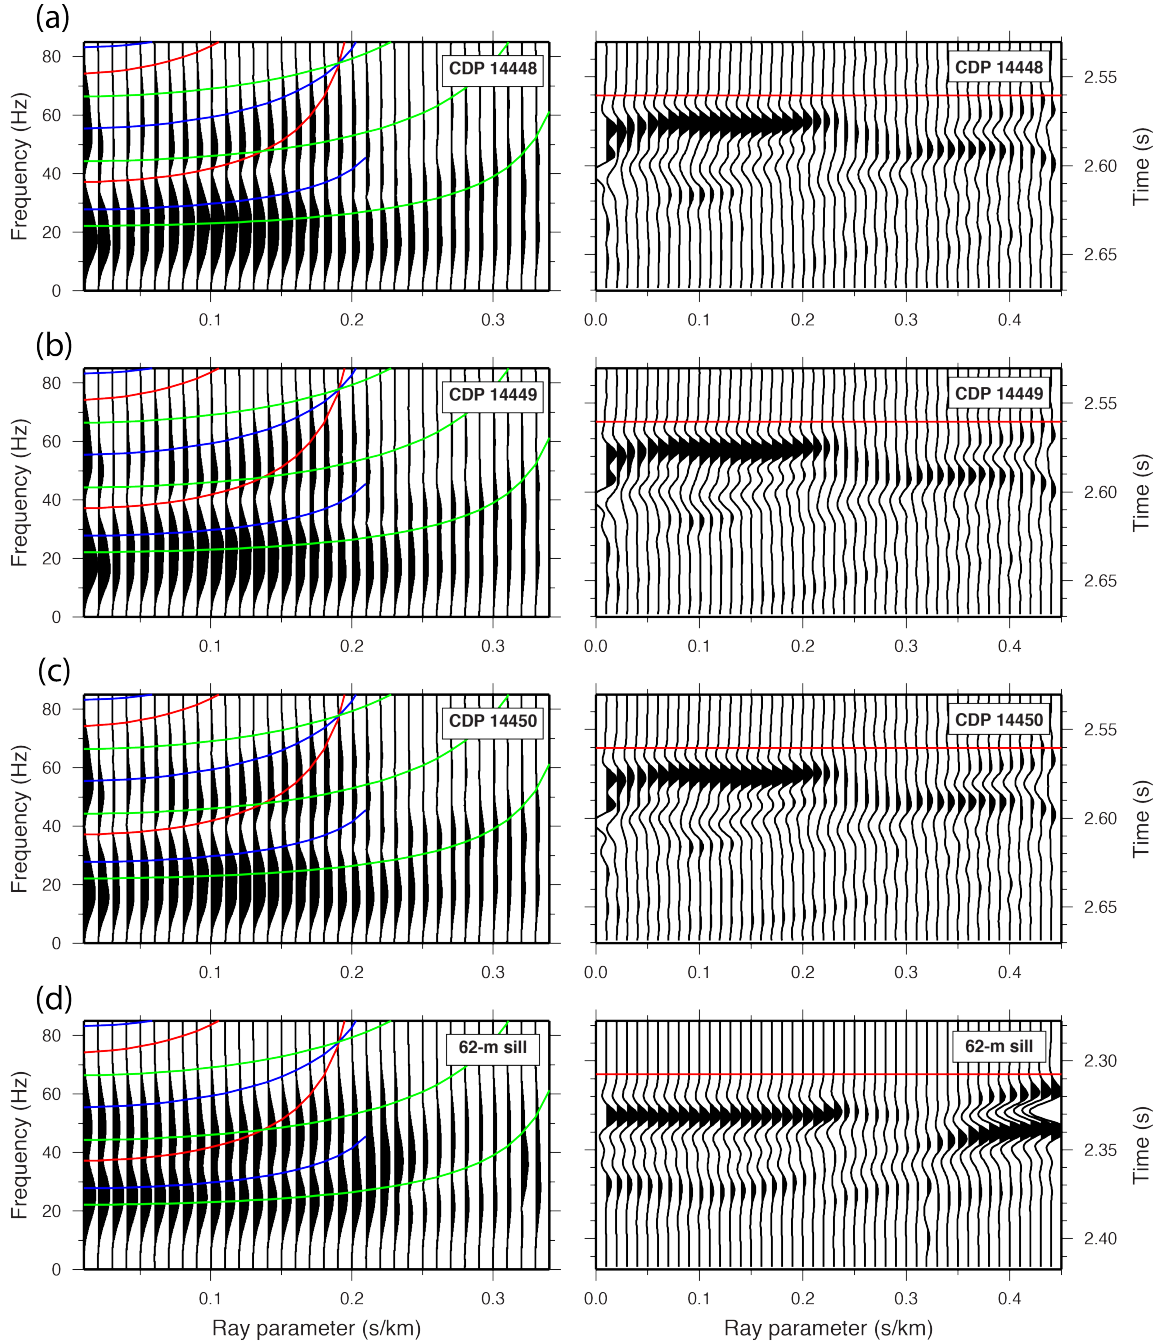 (a)
80
60
40
20
0
Frequency (Hz)
CDP 14448
0.1
0.2
0.3
CDP 14448
2.55
2.60
2.65
Time (s)
0.0
0.1
0.2
0.3
0.4
(b)
80
60
40
20
0
Frequency (Hz)
CDP 14449
0.1
0.2
0.3
CDP 14449
2.55
2.60
2.65
Time (s)
0.0
0.1
0.2
0.3
0.4
(c)
80
60
40
20
0
Frequency (Hz)
CDP 14450
0.1
0.2
0.3
CDP 14450
2.55
2.60
2.65
Time (s)
0.0
0.1
0.2
0.3
0.4
(d)
80
60
40
20
0
Frequency (Hz)
62-m sill
0.1
0.2
0.3
Ray parameter (s/km)
62-m sill
2.30
2.35
2.40
Time (s)
0.0
0.1
0.2
0.3
0.4
Ray parameter (s/km)